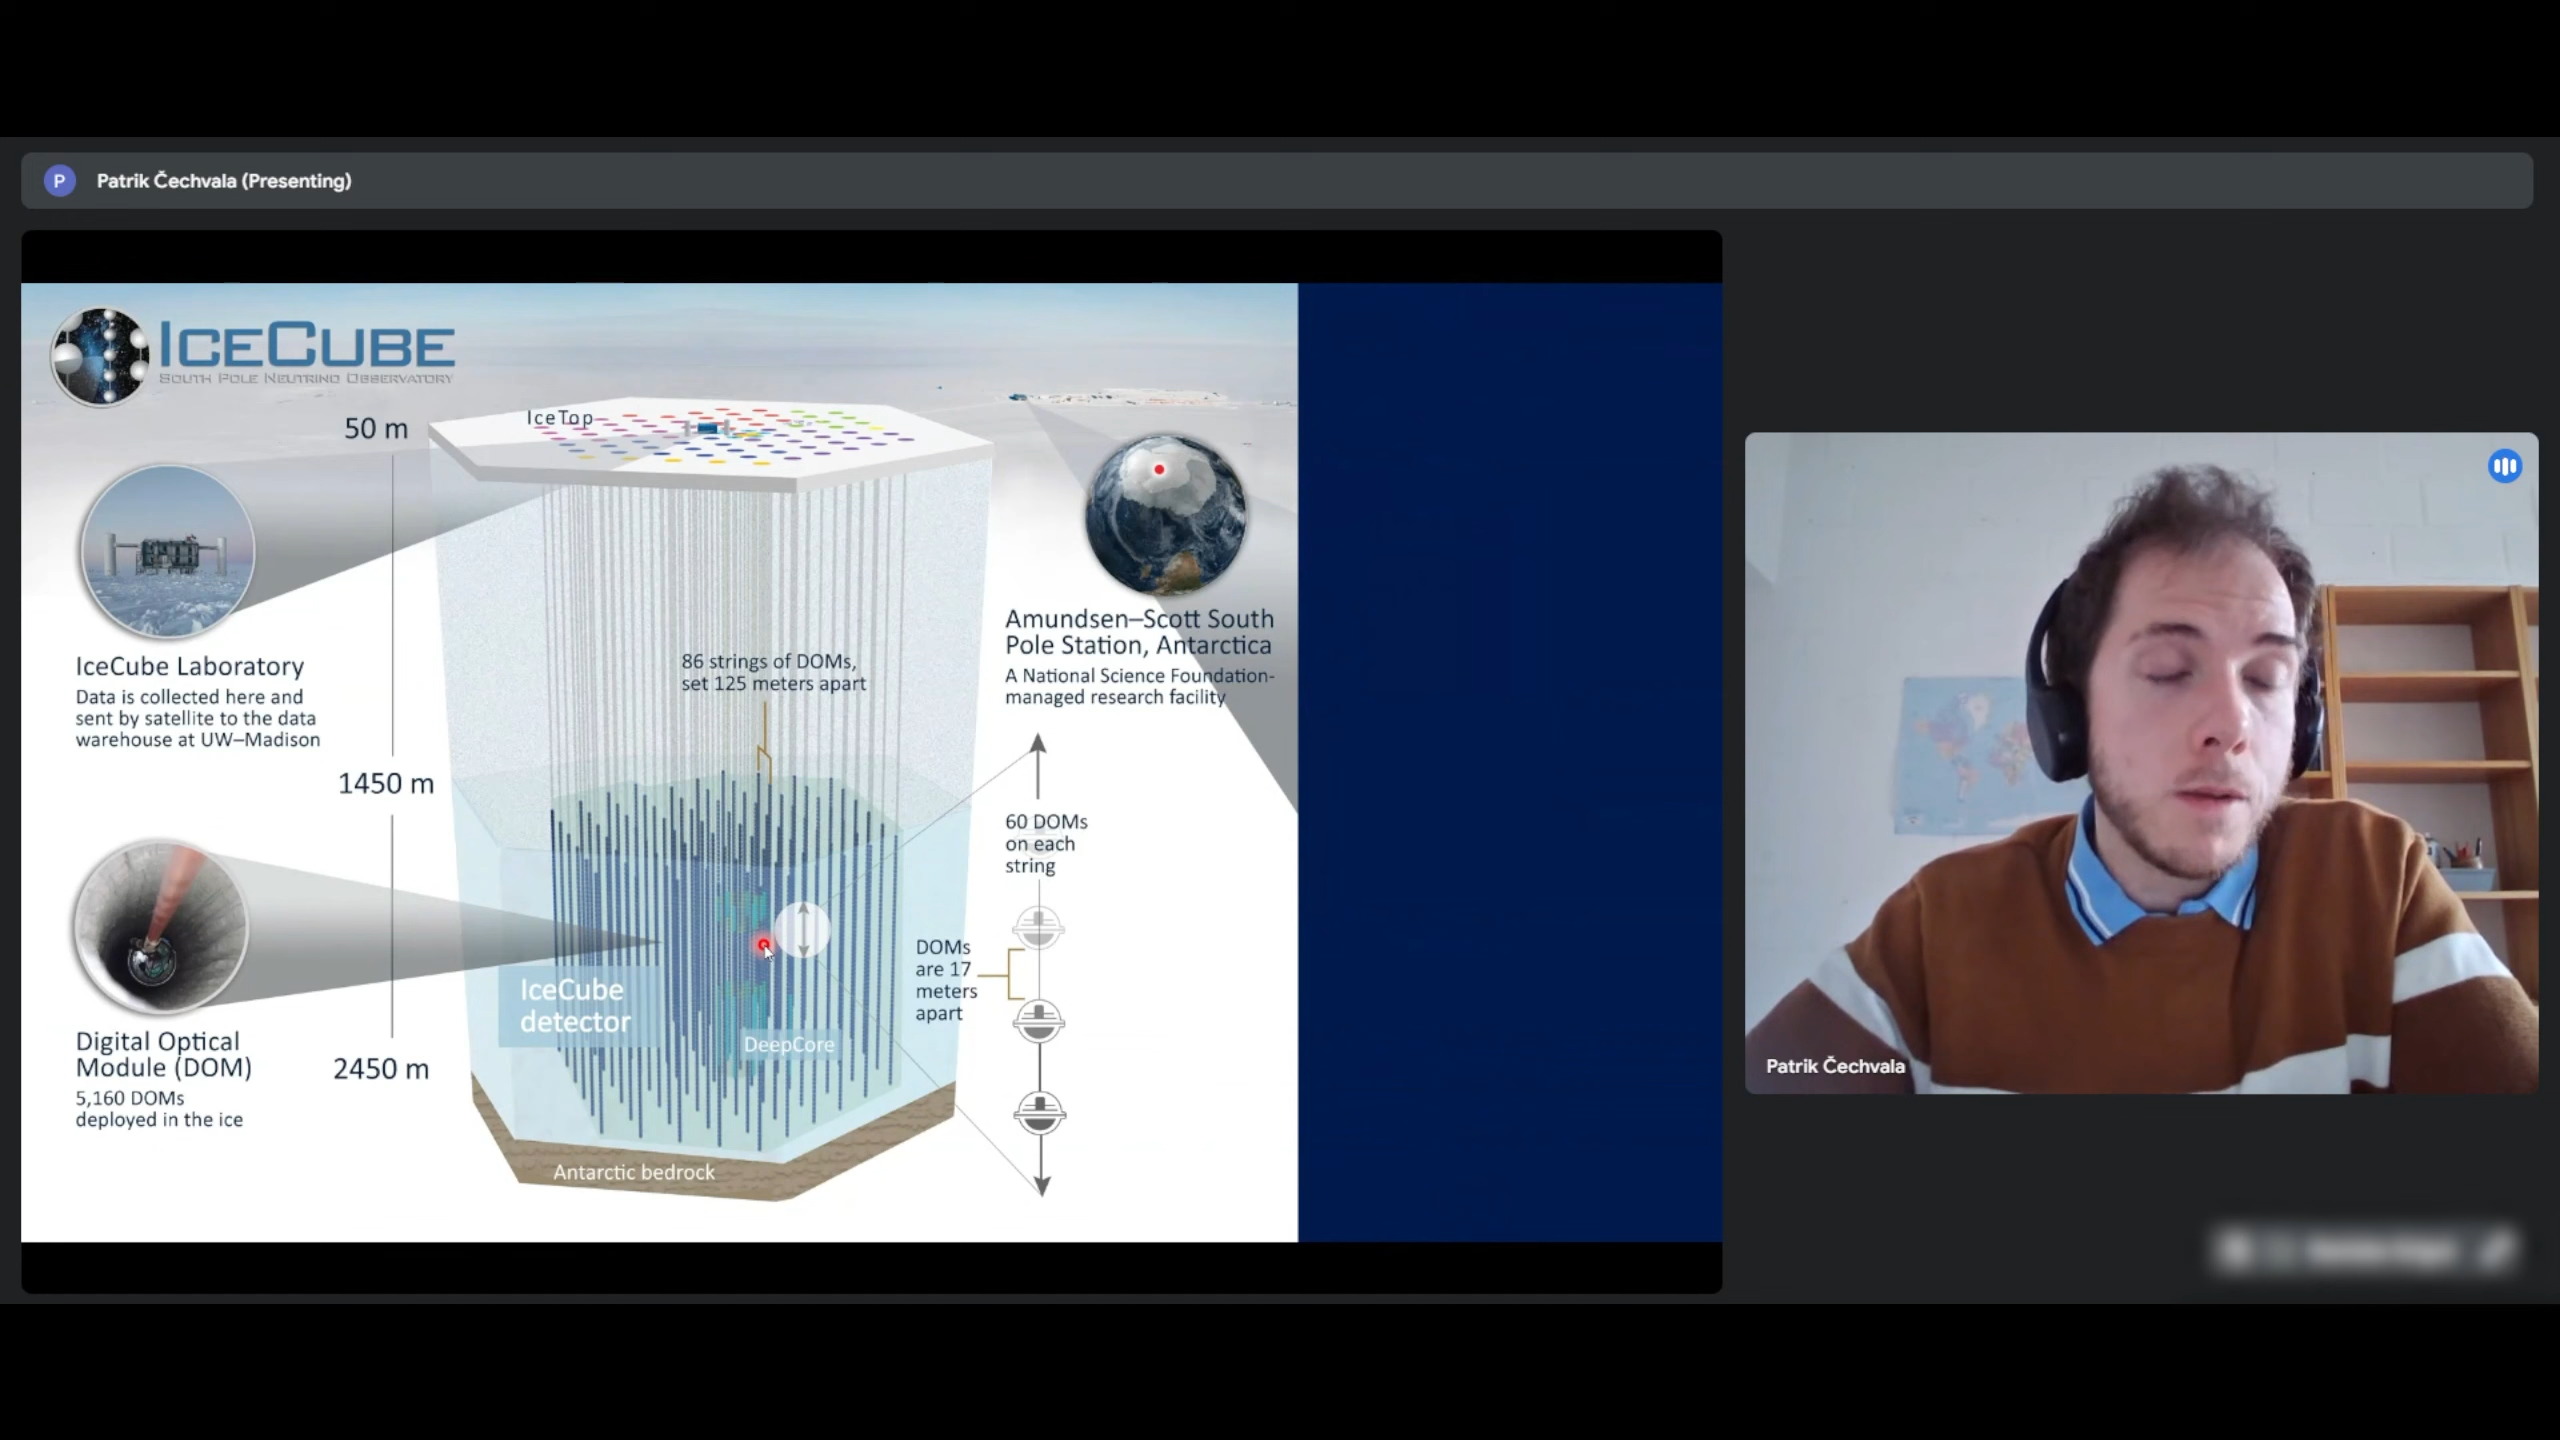 P
Patrik Čechvala (Presenting)
ICECUBE
SOUTH POLE NEUTRINO OBSERVATORY
50 m
IceTop
IceCube Laboratory
Data is collected here and
sent by satellite to the data
warehouse at UW–Madison
86 strings of DOMs,
set 125 meters apart
Amundsen–Scott South
Pole Station, Antarctica
A National Science Foundation-
managed research facility
1450 m
60 DOMs
on each
string
DOMs
are 17
meters
apart
IceCube
detector
DeepCore
Digital Optical
Module (DOM)
5,160 DOMs
deployed in the ice
2450 m
Antarctic bedrock
Patrik Čechvala